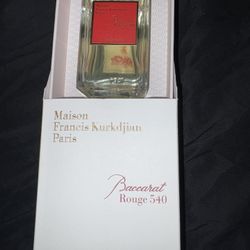 Maison
Francis Kurkdjian
Paris
Baccarat
Rouge 540